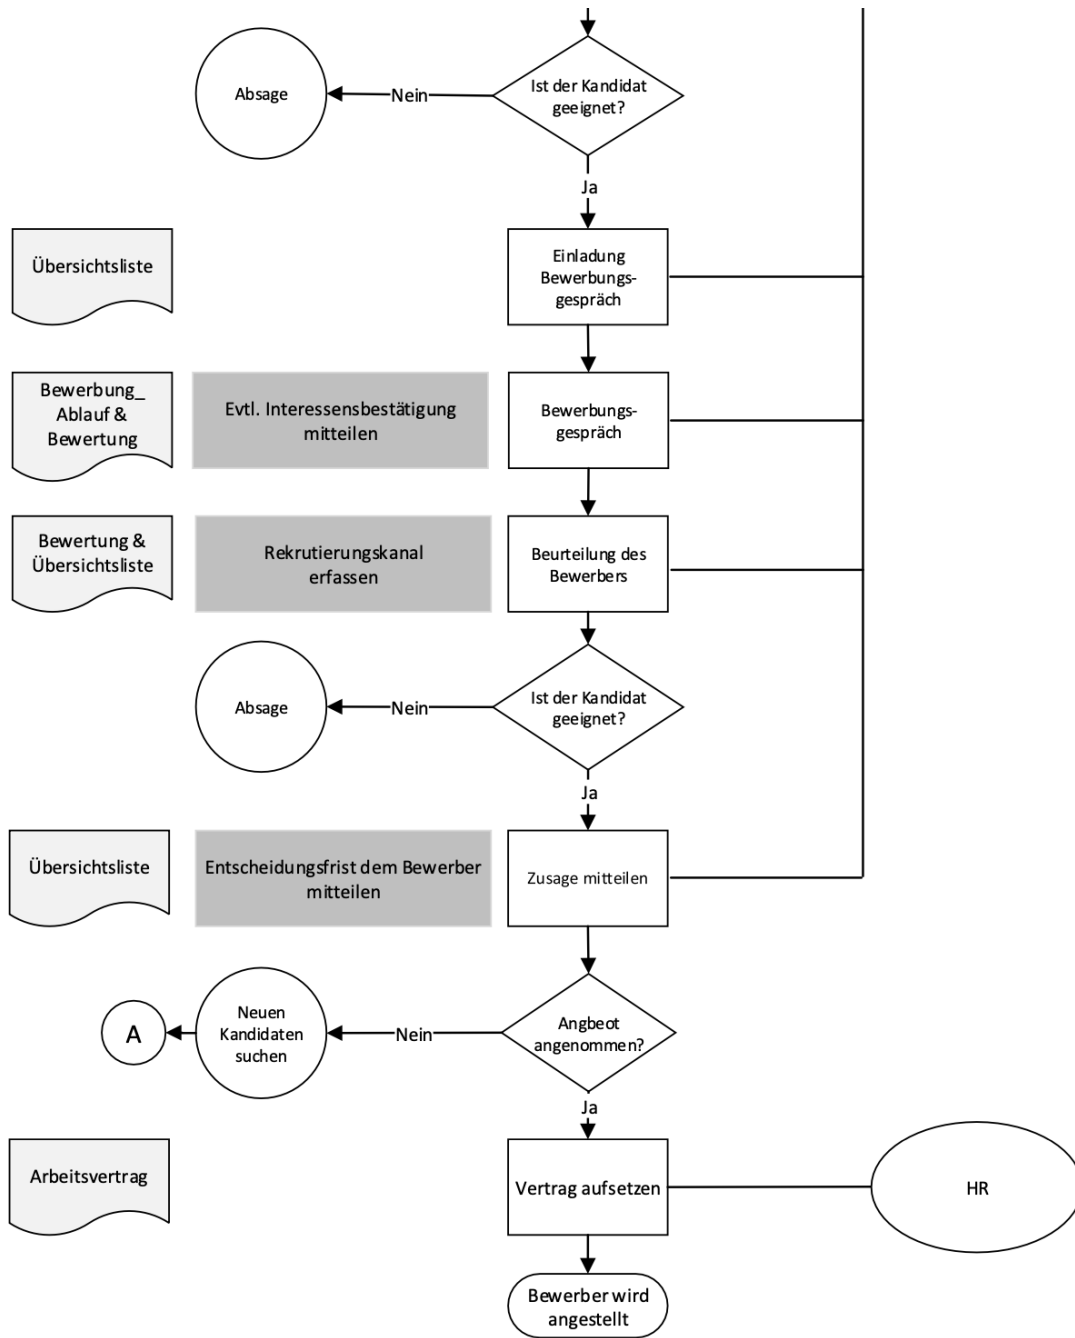 Absage
Nein
Ist der Kandidat
geeignet?
Ja
Übersichtsliste
Einladung
Bewerbungs-
gespräch
Bewerbung_
Ablauf &
Bewertung
Evtl. Interessensbestätigung
mitteilen
Bewerbungs-
gespräch
Bewertung &
Übersichtsliste
Rekrutierungskanal
erfassen
Beurteilung des
Bewerbers
Absage
Nein
Ist der Kandidat
geeignet?
Ja
Übersichtsliste
Entscheidungsfrist dem Bewerber
mitteilen
Zusage mitteilen
A
Neuen
Kandidaten
suchen
Nein
Angbeot
angenommen?
Ja
Arbeitsvertrag
Vertrag aufsetzen
HR
Bewerber wird
angestellt